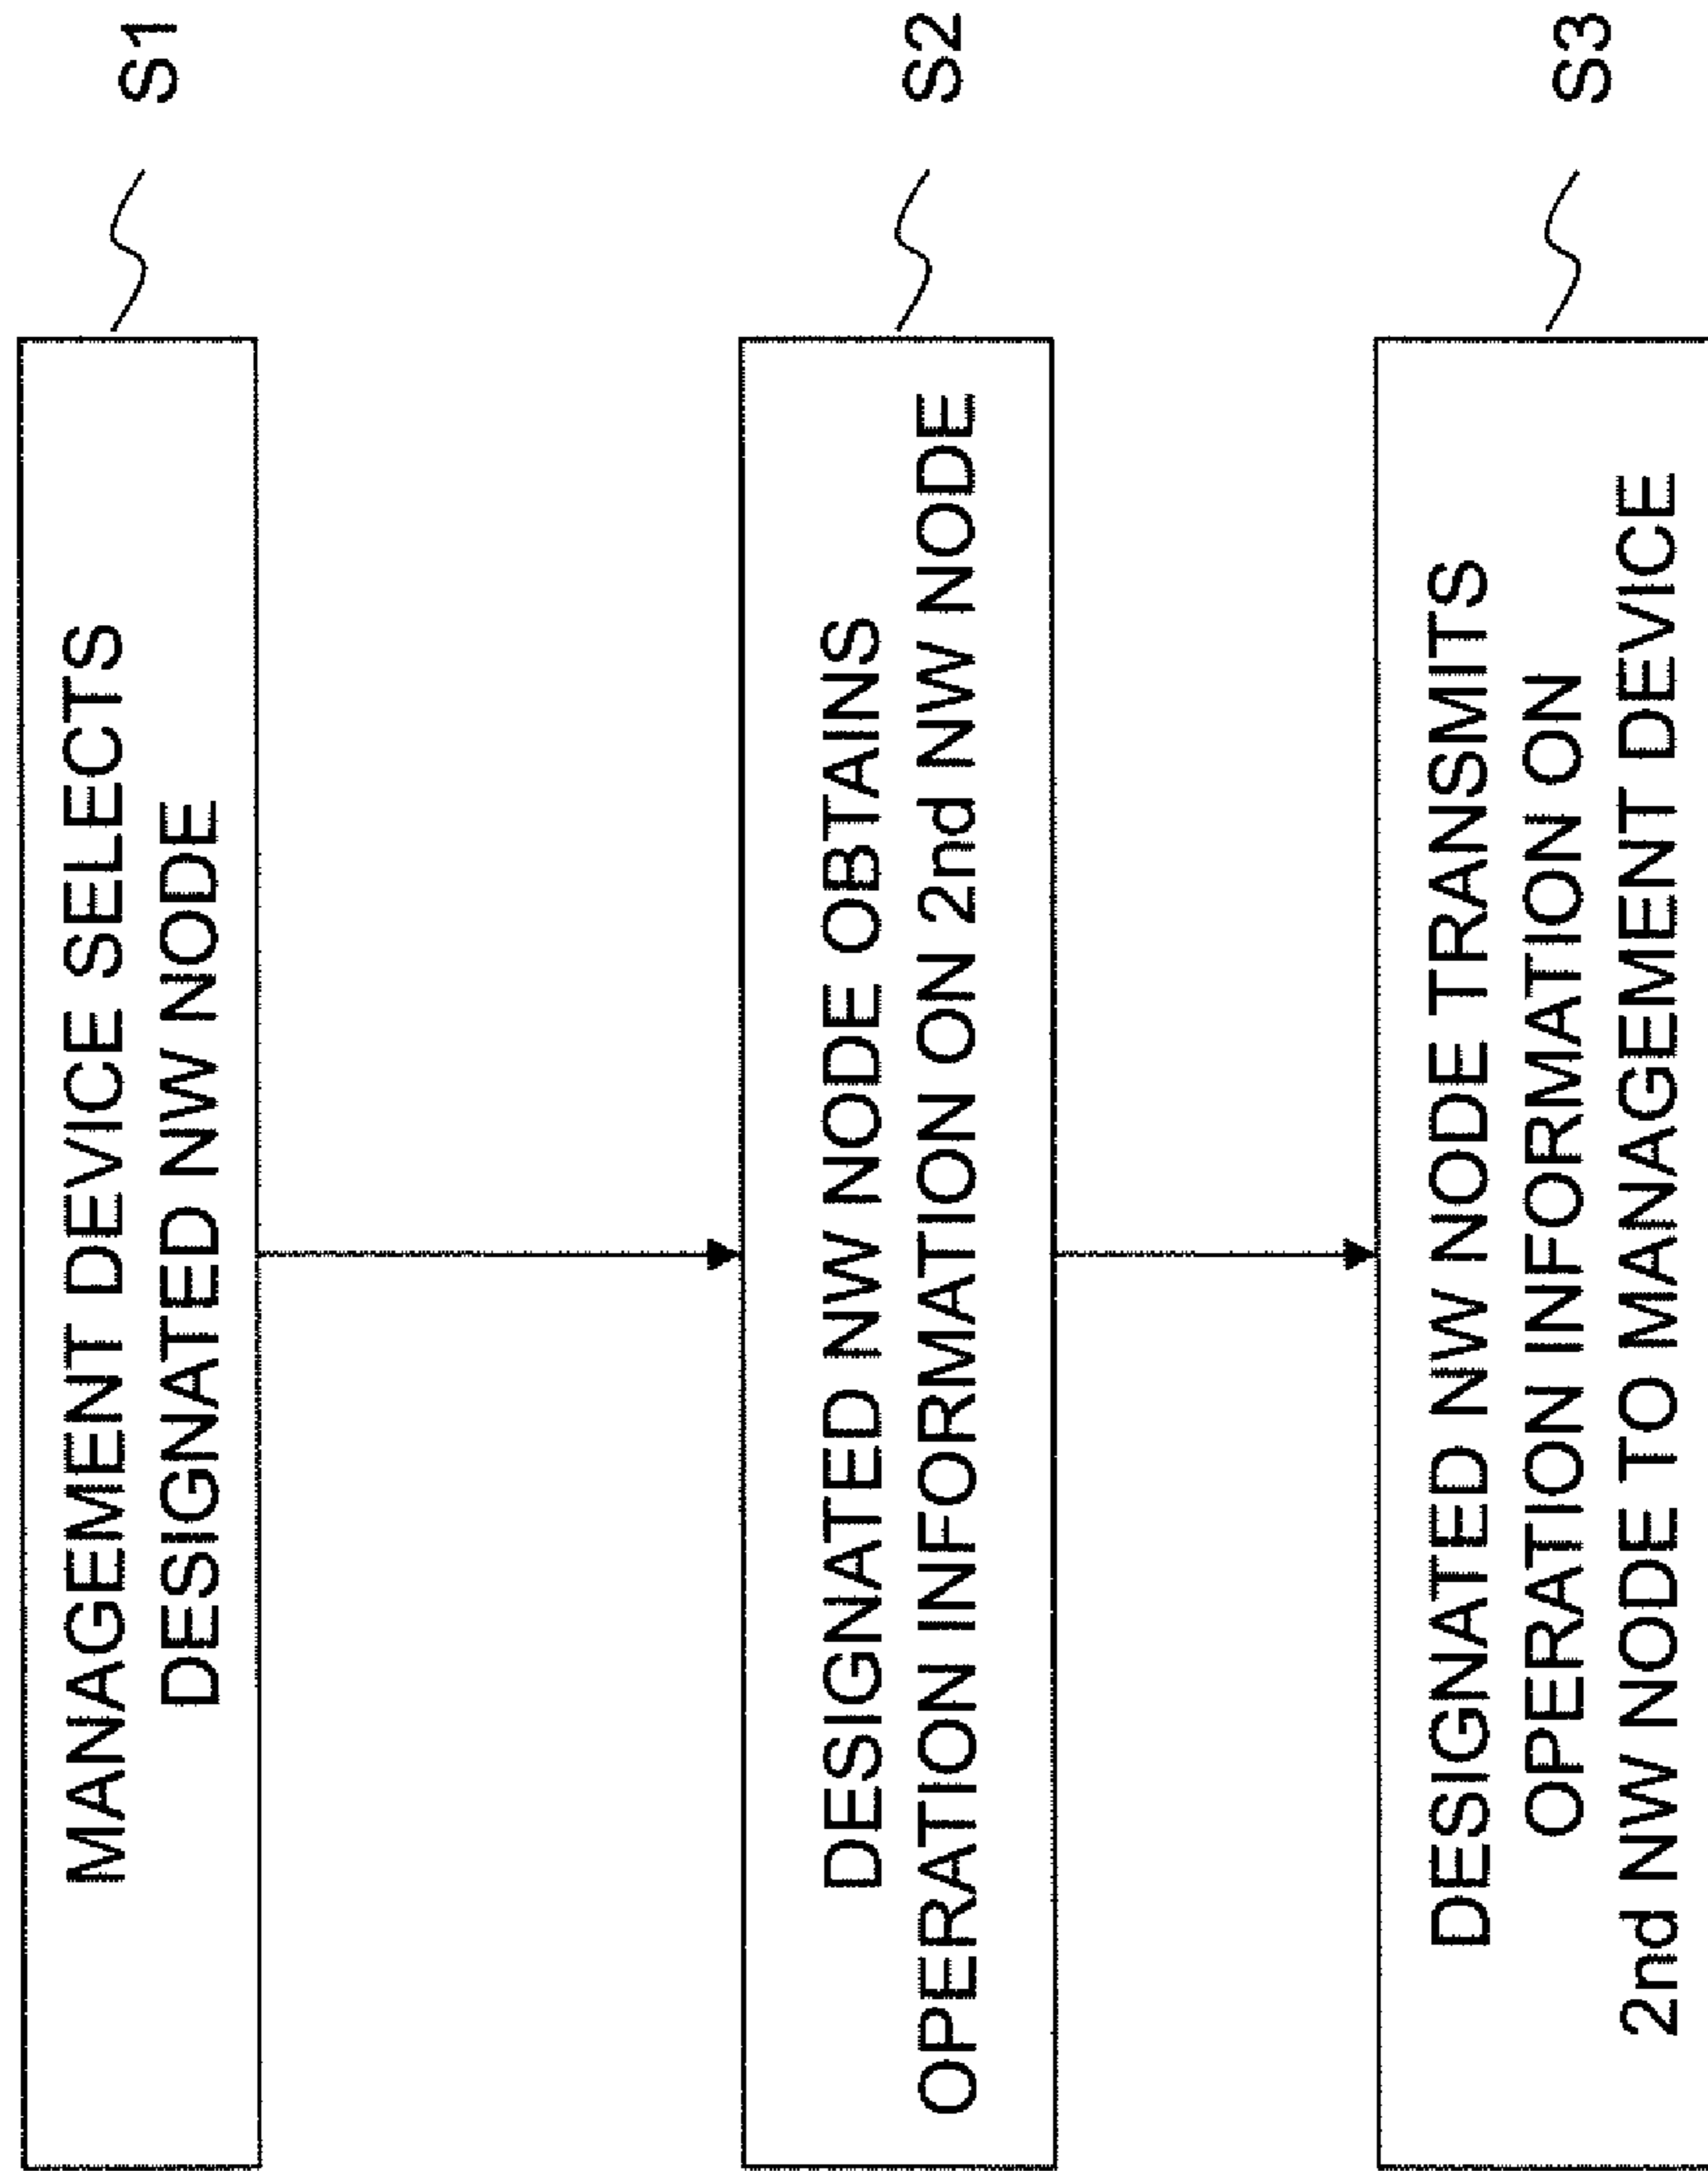 MANAGEMENT DEVICE SELECTS
DESIGNATED NW NODE
S1
DESIGNATED NW NODE OBTAINS
OPERATION INFORMATION ON 2nd NW NODE
S2
DESIGNATED NW NODE TRANSMITS
OPERATION INFORMATION ON
2nd NW NODE TO MANAGEMENT DEVICE
S3